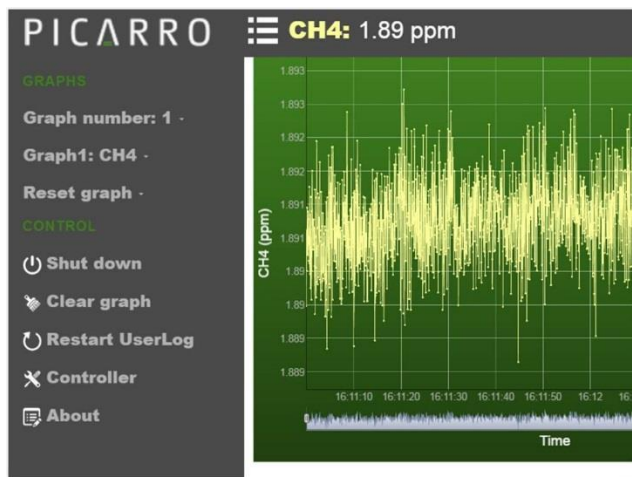 PICARRO
CH4: 1.89 ppm
GRAPHS
Graph number: 1
Graph1: CH4
Reset graph
CONTROL
Shut down
Clear graph
Restart UserLog
Controller
About
1.893
1.893
1.892
1.892
1.891
1.891
1.89
1.89
1.889
1.889
CH4 (ppm)
16:11:10 16:11:20 16:11:30 16:11:40 16:11:50 16:12 16:
Time